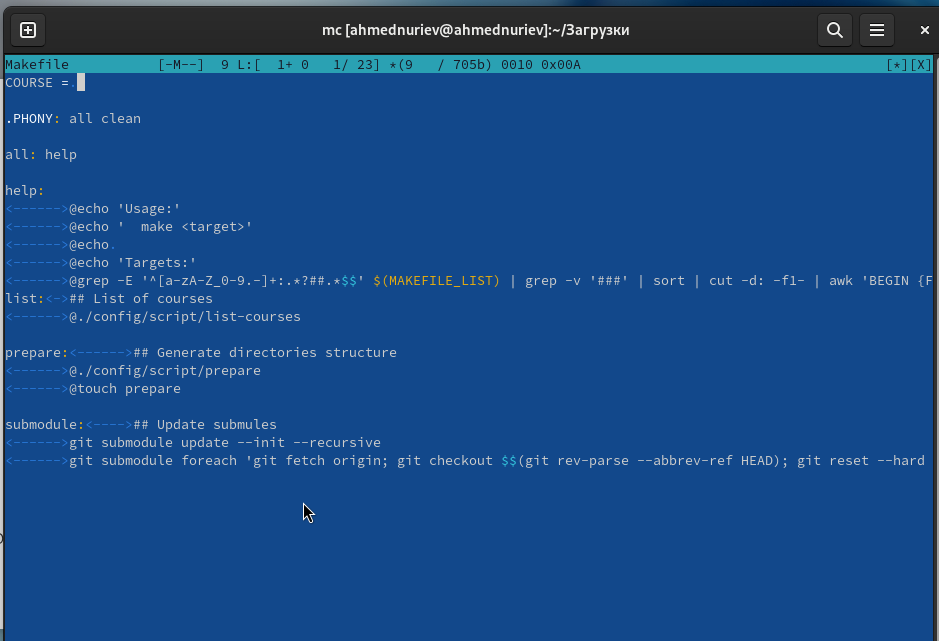 mc [ahmednuriev@ahmednuriev]:~/Загрузки
Makefile [-M--] 9 L:[ 1+ 0 1/ 23] *(9 / 705b) 0010 0x00A [*][X]
COURSE =.
.PHONY: all clean
all: help
help:
<------>@echo 'Usage:'
<------>@echo '  make <target>'
<------>@echo.
<------>@echo 'Targets:'
<------>@grep -E '^[a-zA-Z_0-9.-]+:.*?##.*$$' $(MAKEFILE_LIST) | grep -v '###' | sort | cut -d: -f1- | awk 'BEGIN {F
list:<->## List of courses
<------>@./config/script/list-courses
prepare:<------>## Generate directories structure
<------>@./config/script/prepare
<------>@touch prepare
submodule:<---->## Update submules
<------>git submodule update --init --recursive
<------>git submodule foreach 'git fetch origin; git checkout $$(git rev-parse --abbrev-ref HEAD); git reset --hard